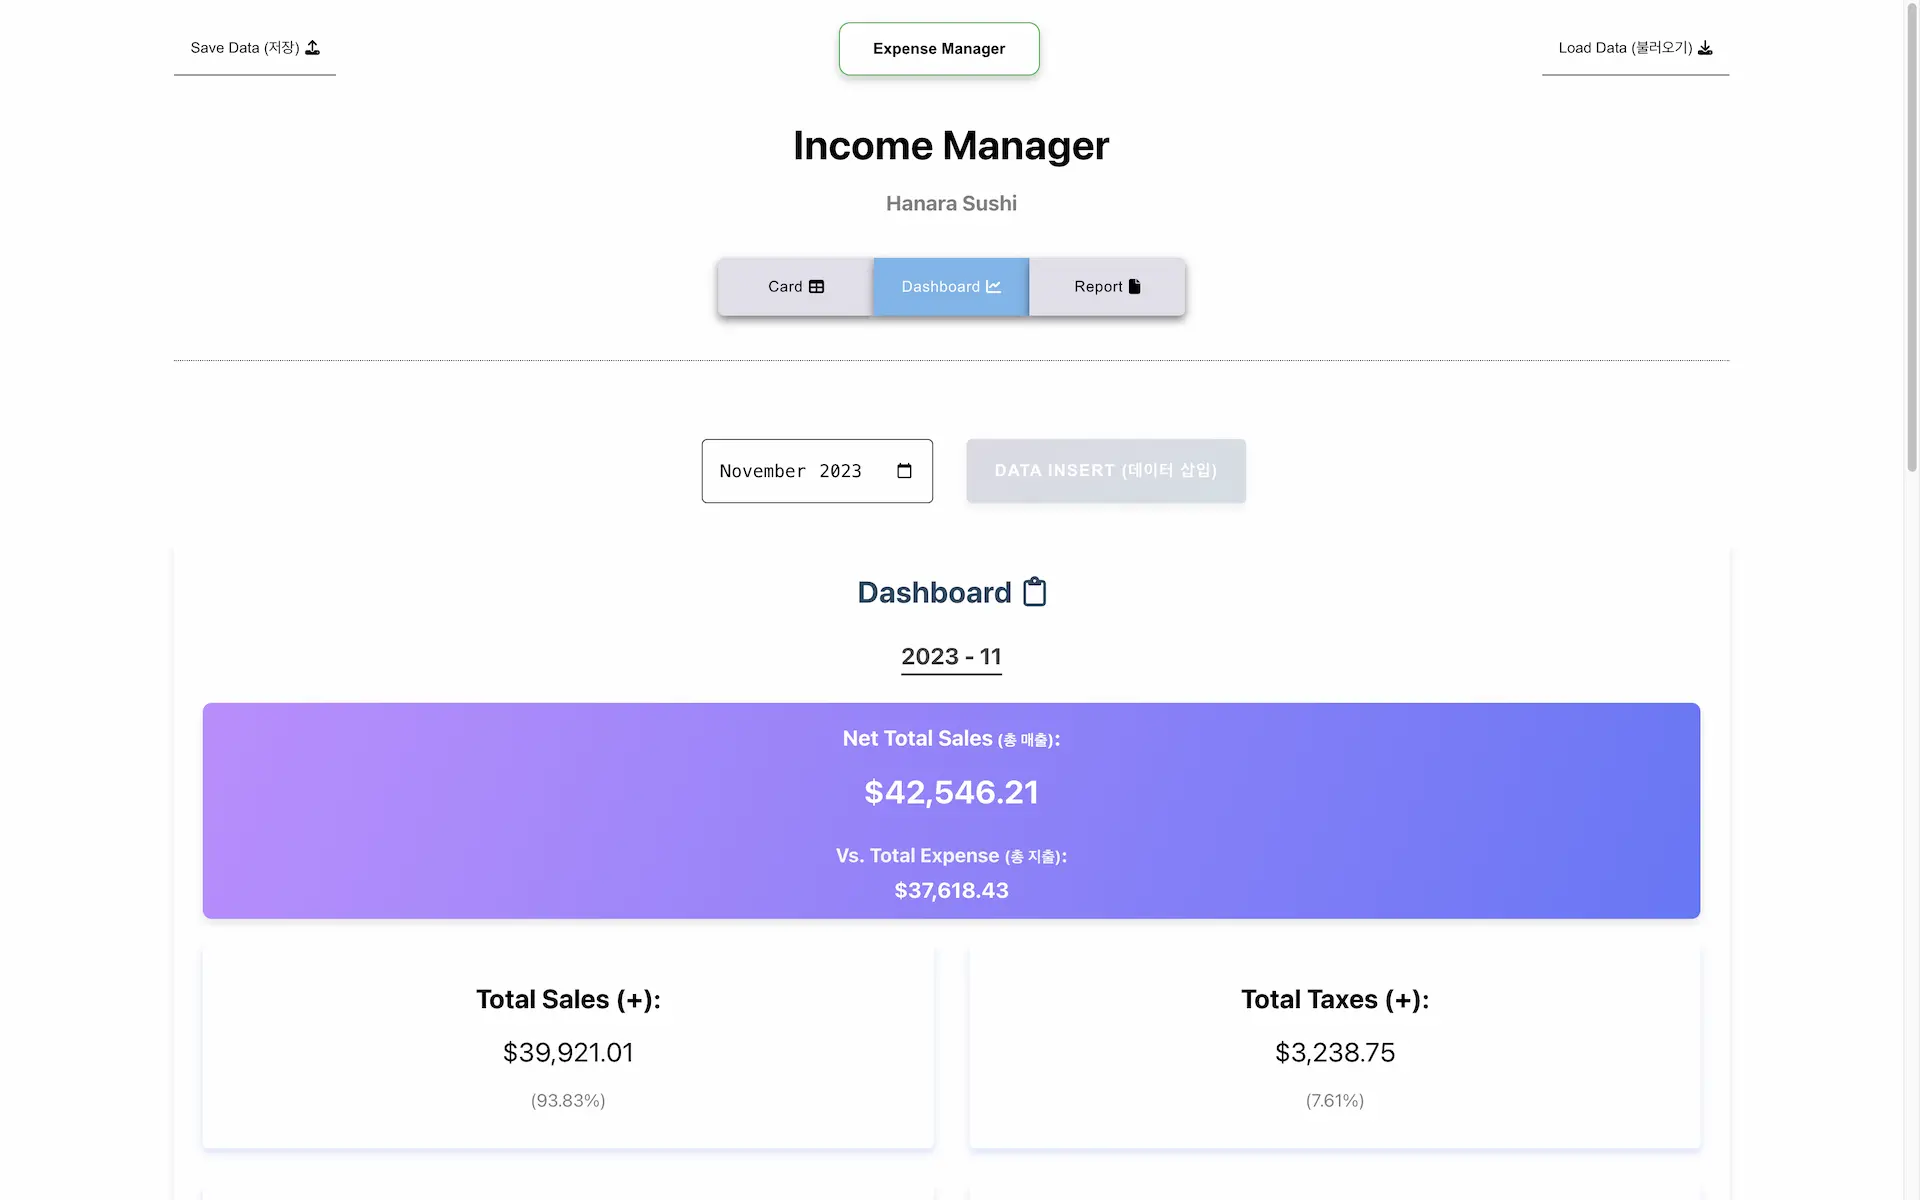 Save Data (저장)
Expense Manager
Load Data (불러오기)
Income Manager
Hanara Sushi
Card
Dashboard
Report
November 2023
DATA INSERT (데이터 삽입)
Dashboard
2023 - 11
Net Total Sales (총 매출):
$42,546.21
Vs. Total Expense (총 지출):
$37,618.43
Total Sales (+):
$39,921.01
(93.83%)
Total Taxes (+):
$3,238.75
(7.61%)